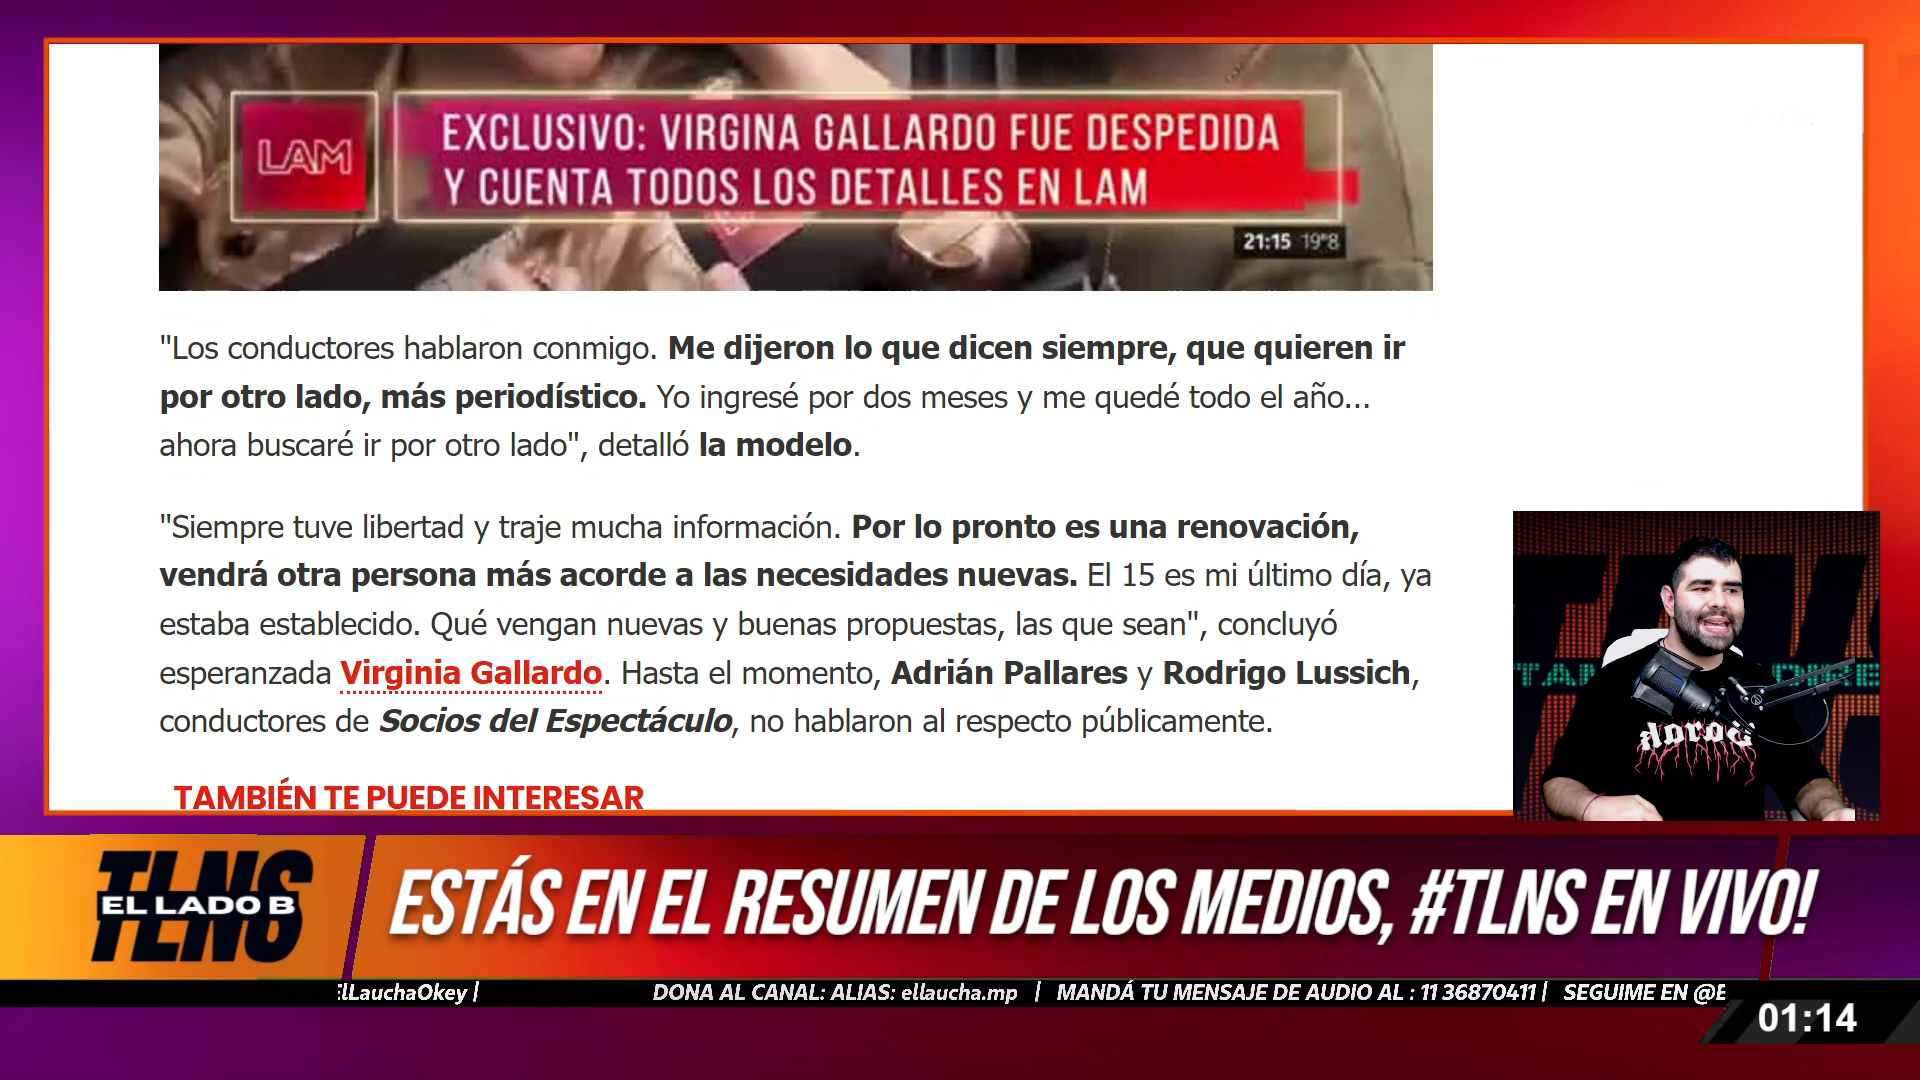 LAM
EXCLUSIVO: VIRGINA GALLARDO FUE DESPEDIDA
Y CUENTA TODOS LOS DETALLES EN LAM
21:15 19°8
"Los conductores hablaron conmigo. Me dijeron lo que dicen siempre, que quieren ir
por otro lado, más periodístico. Yo ingresé por dos meses y me quedé todo el año...
ahora buscaré ir por otro lado", detalló la modelo.
"Siempre tuve libertad y traje mucha información. Por lo pronto es una renovación,
vendrá otra persona más acorde a las necesidades nuevas. El 15 es mi último día, ya
estaba establecido. Qué vengan nuevas y buenas propuestas, las que sean", concluyó
esperanzada Virginia Gallardo. Hasta el momento, Adrián Pallares y Rodrigo Lussich,
conductores de Socios del Espectáculo, no hablaron al respecto públicamente.
TAMBIÉN TE PUEDE INTERESAR
TLNS
EL LADO B
ESTÁS EN EL RESUMEN DE LOS MEDIOS, #TLNS EN VIVO!
ElLauchaOkey | DONA AL CANAL: ALIAS: ellaucha.mp | MANDÁ TU MENSAJE DE AUDIO AL : 11 36870411 | SEGUIME EN @E
01:14